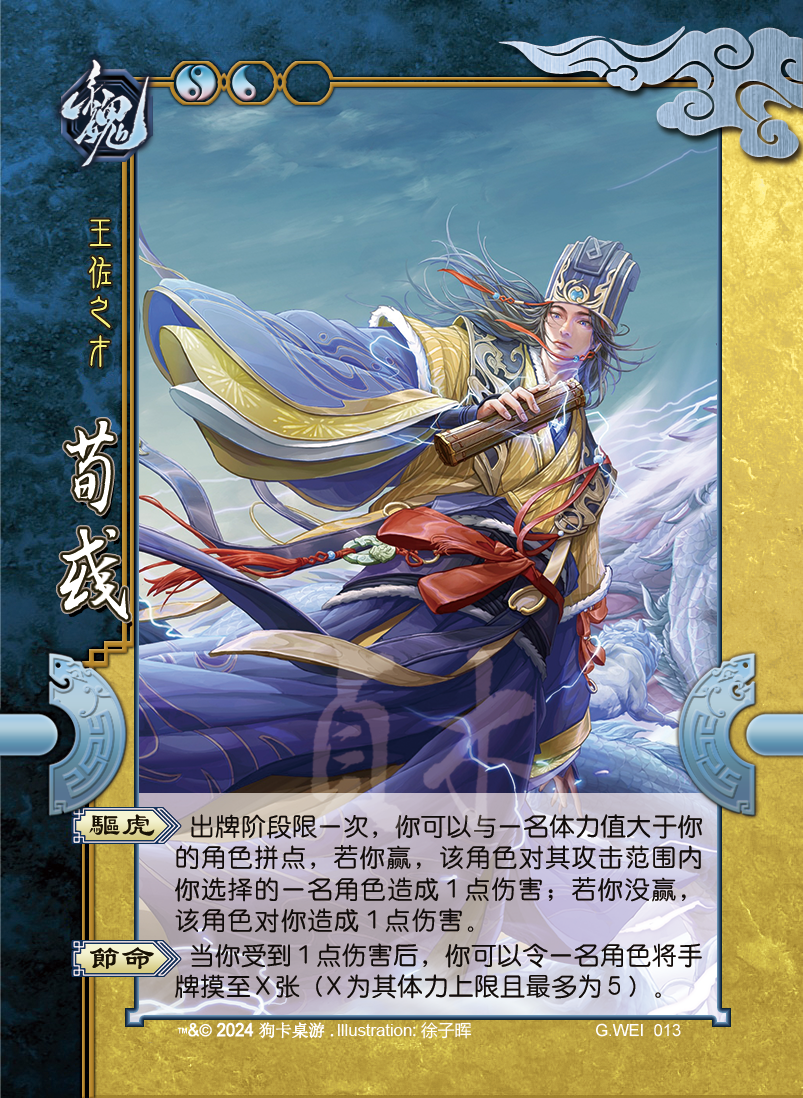 魏
王佐之才
荀彧
驅虎 出牌阶段限一次，你可以与一名体力值大于你
的角色拼点，若你赢，该角色对其攻击范围内
你选择的一名角色造成1点伤害；若你没赢，
该角色对你造成1点伤害。
節命 当你受到1点伤害后，你可以令一名角色将手
牌摸至X张（X为其体力上限且最多为5）。
™&© 2024 狗卡桌游 . Illustration: 徐子晖 G.WEI 013